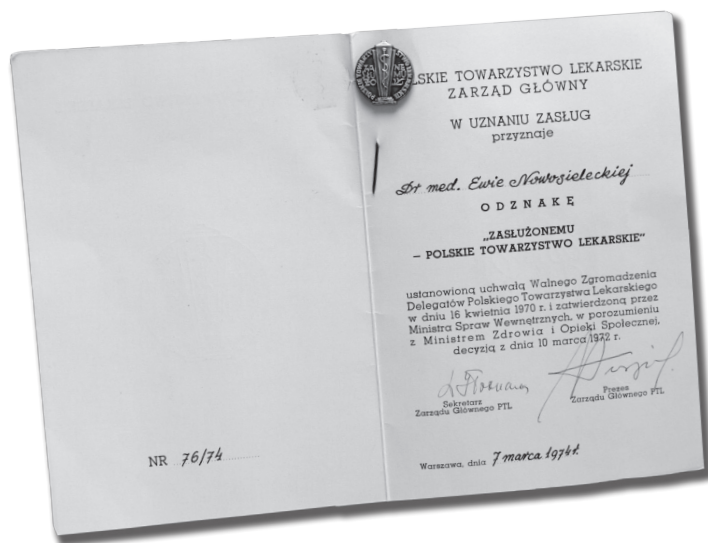 NR 76/74
LSKIE TOWARZYSTWO LEKARSKIE
ZARZĄD GŁÓWNY
W UZNANIU ZASŁUG
przyznaje
Dr med. Ewie Nowosieleckiej
ODZNAKĘ
„ZASŁUŻONEMU
– POLSKIE TOWARZYSTWO LEKARSKIE"
ustanowioną uchwałą Walnego Zgromadzenia
Delegatów Polskiego Towarzystwa Lekarskiego
w dniu 16 kwietnia 1970 r. i zatwierdzoną przez
Ministra Spraw Wewnętrznych, w porozumieniu
z Ministrem Zdrowia i Opieki Społecznej,
decyzją z dnia 10 marca 1972 r.
Sekretarz
Zarządu Głównego PTL
Prezes
Zarządu Głównego PTL
Warszawa, dnia 7 marca 1974 r.